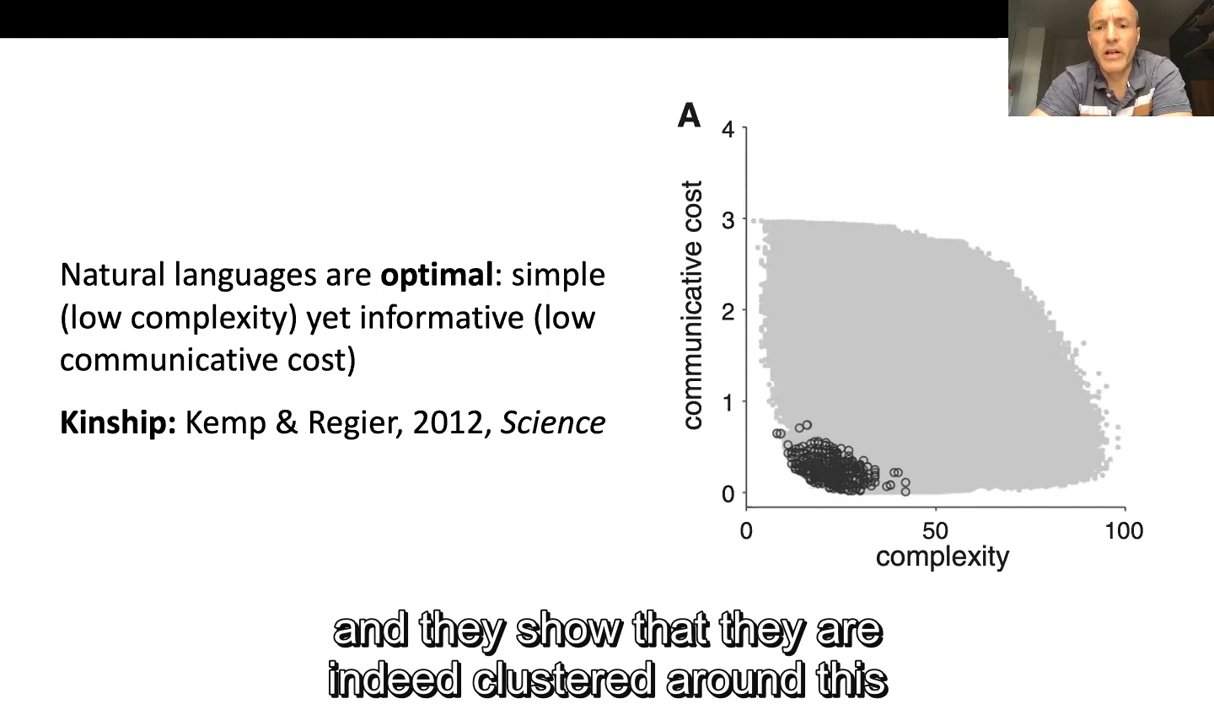 Natural languages are optimal: simple
(low complexity) yet informative (low
communicative cost)
Kinship: Kemp & Regier, 2012, Science
A
communicative cost
4
3
2
1
0
0
50
100
complexity
and they show that they are
indeed clustered around this